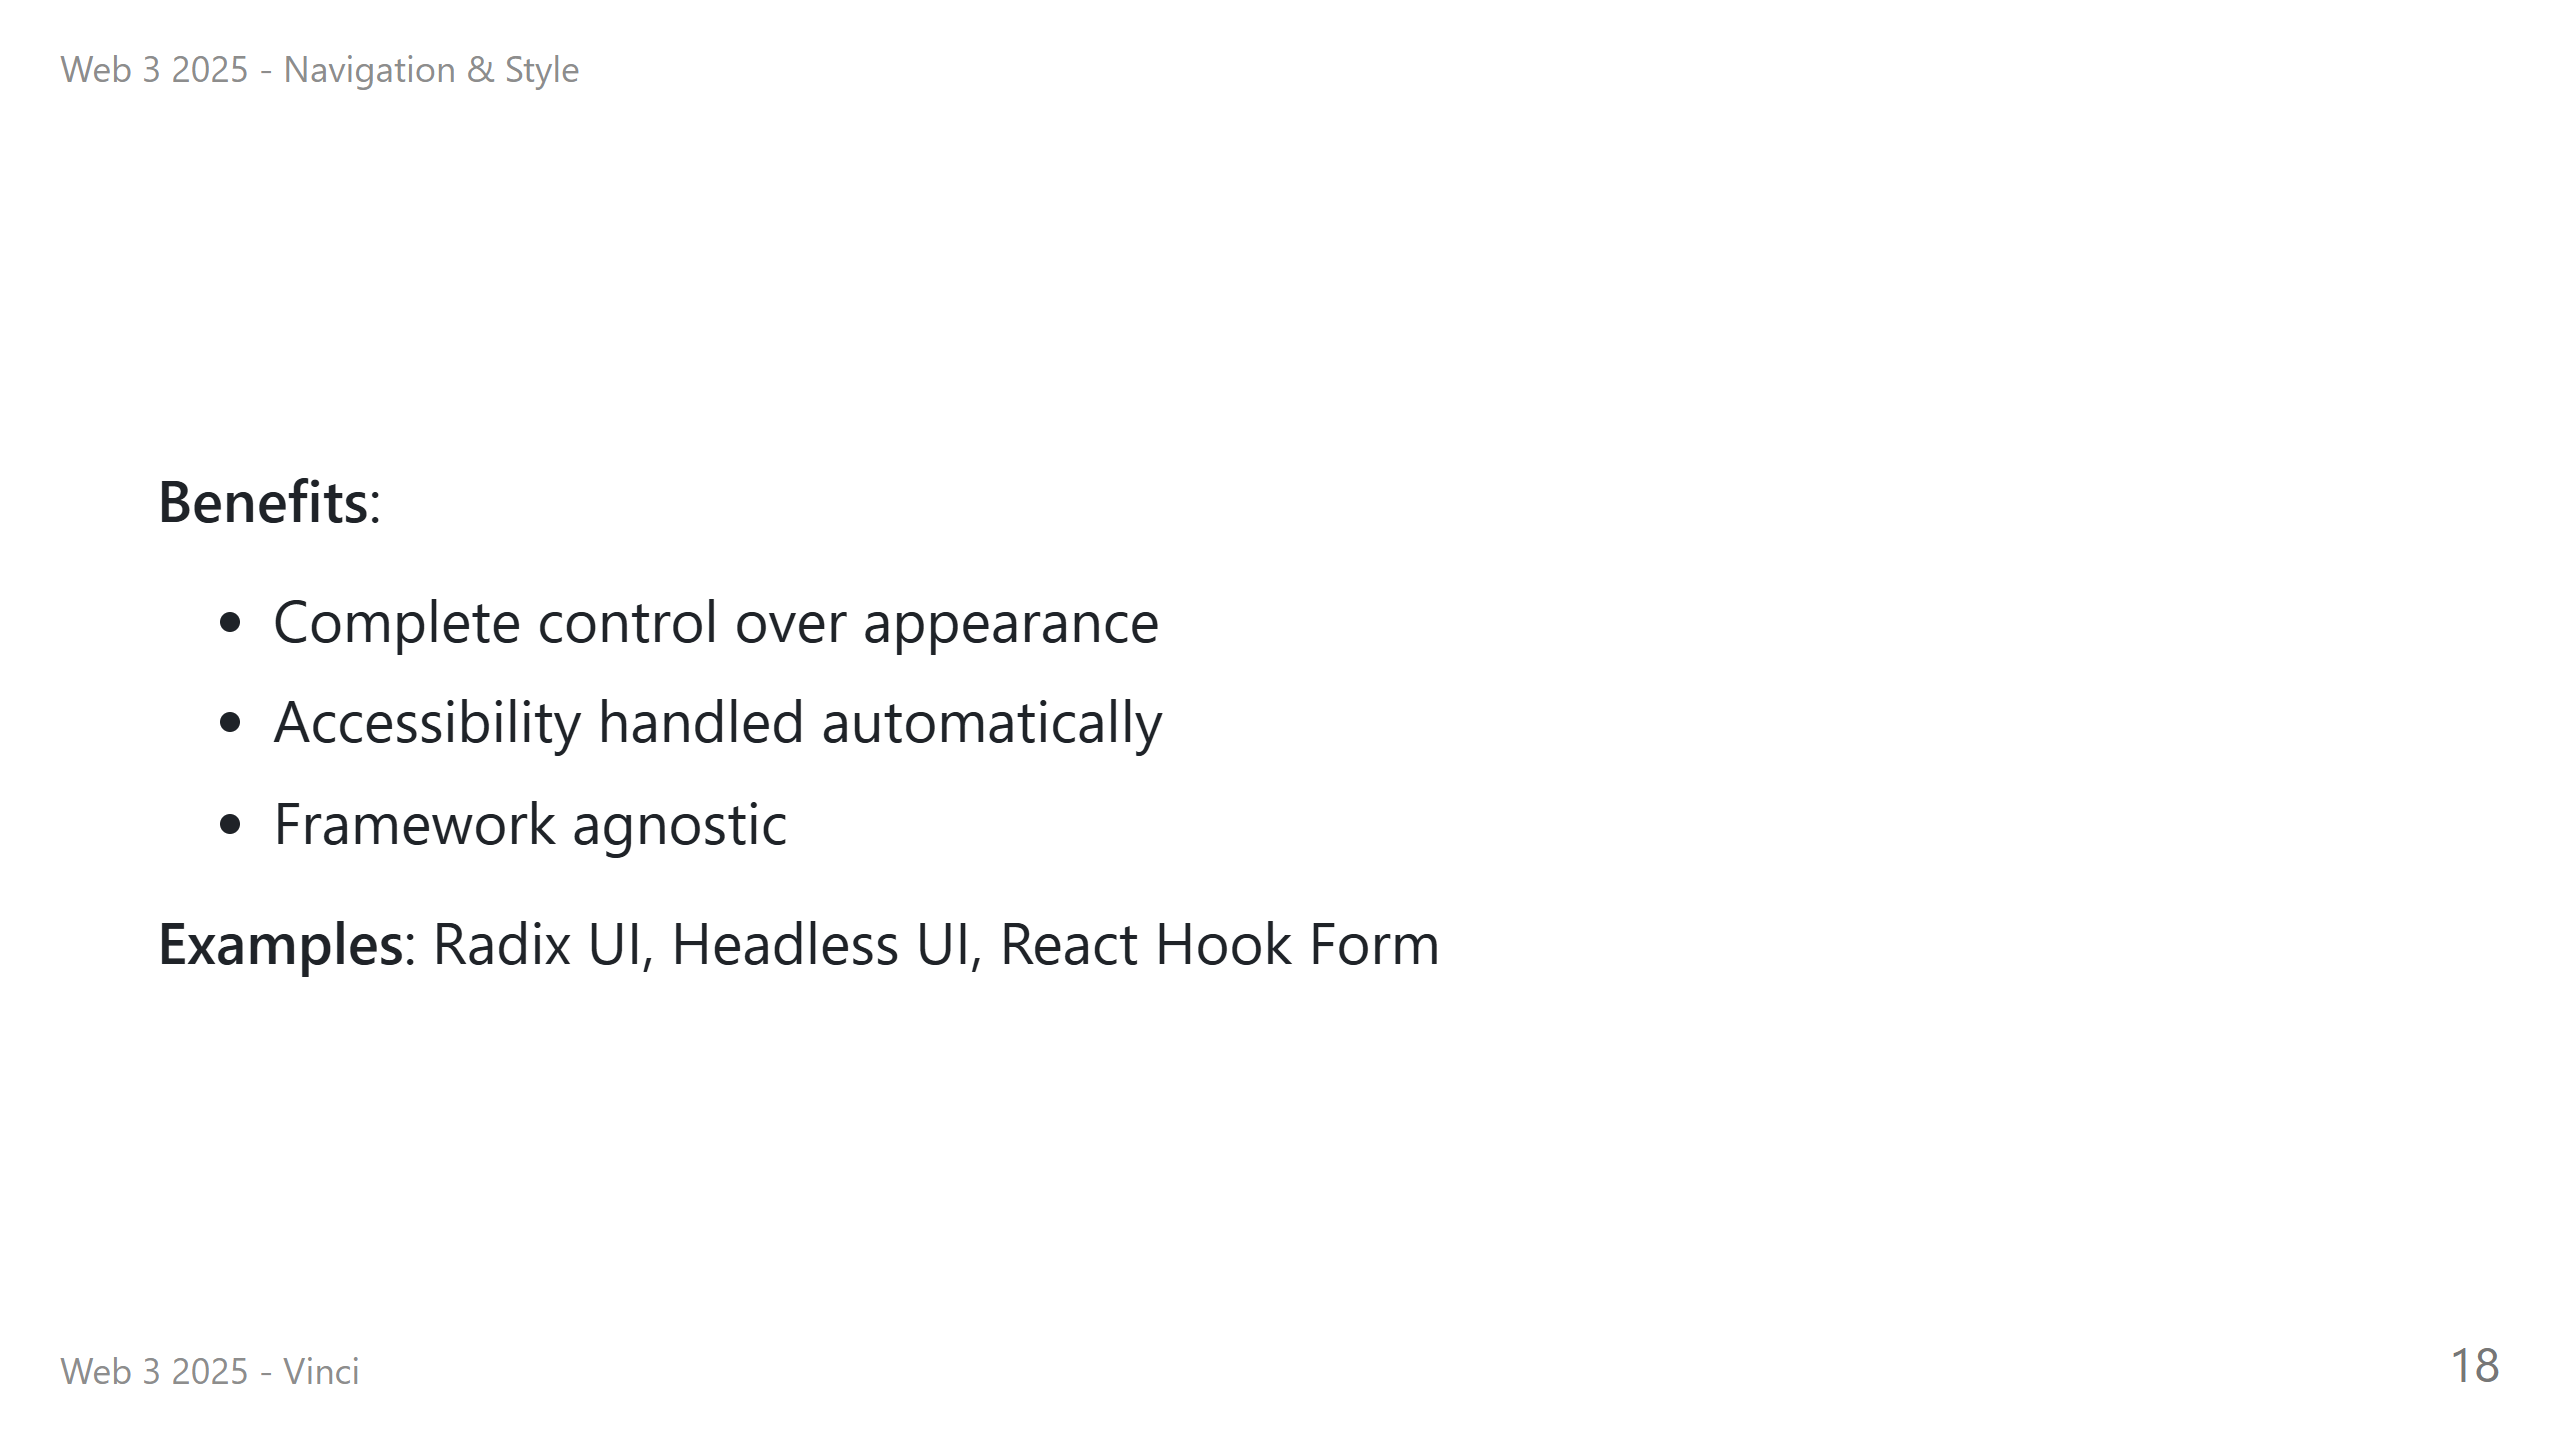 Web 3 2025 - Navigation & Style
Benefits:
• Complete control over appearance
• Accessibility handled automatically
• Framework agnostic
Examples: Radix UI, Headless UI, React Hook Form
Web 3 2025 - Vinci
18